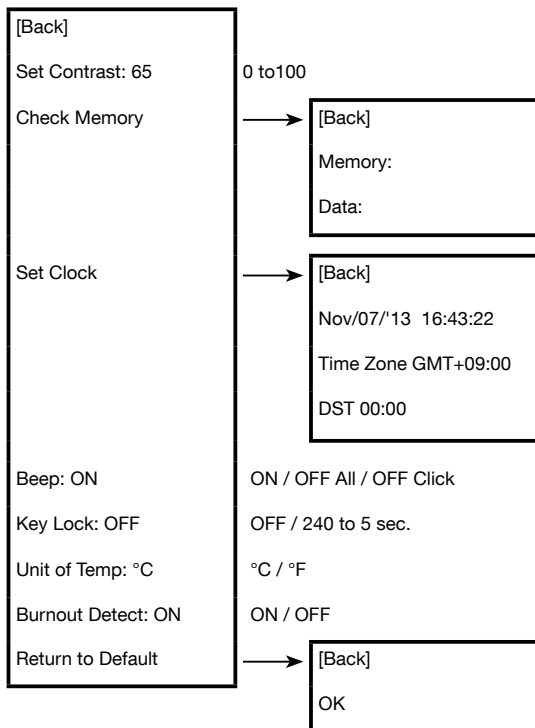 [Back]
Set Contrast: 65 0 to100
Check Memory [Back]
Memory:
Data:
Set Clock [Back]
Nov/07/'13 16:43:22
Time Zone GMT+09:00
DST 00:00
Beep: ON ON / OFF All / OFF Click
Key Lock: OFF OFF / 240 to 5 sec.
Unit of Temp: °C °C / °F
Burnout Detect: ON ON / OFF
Return to Default [Back]
OK